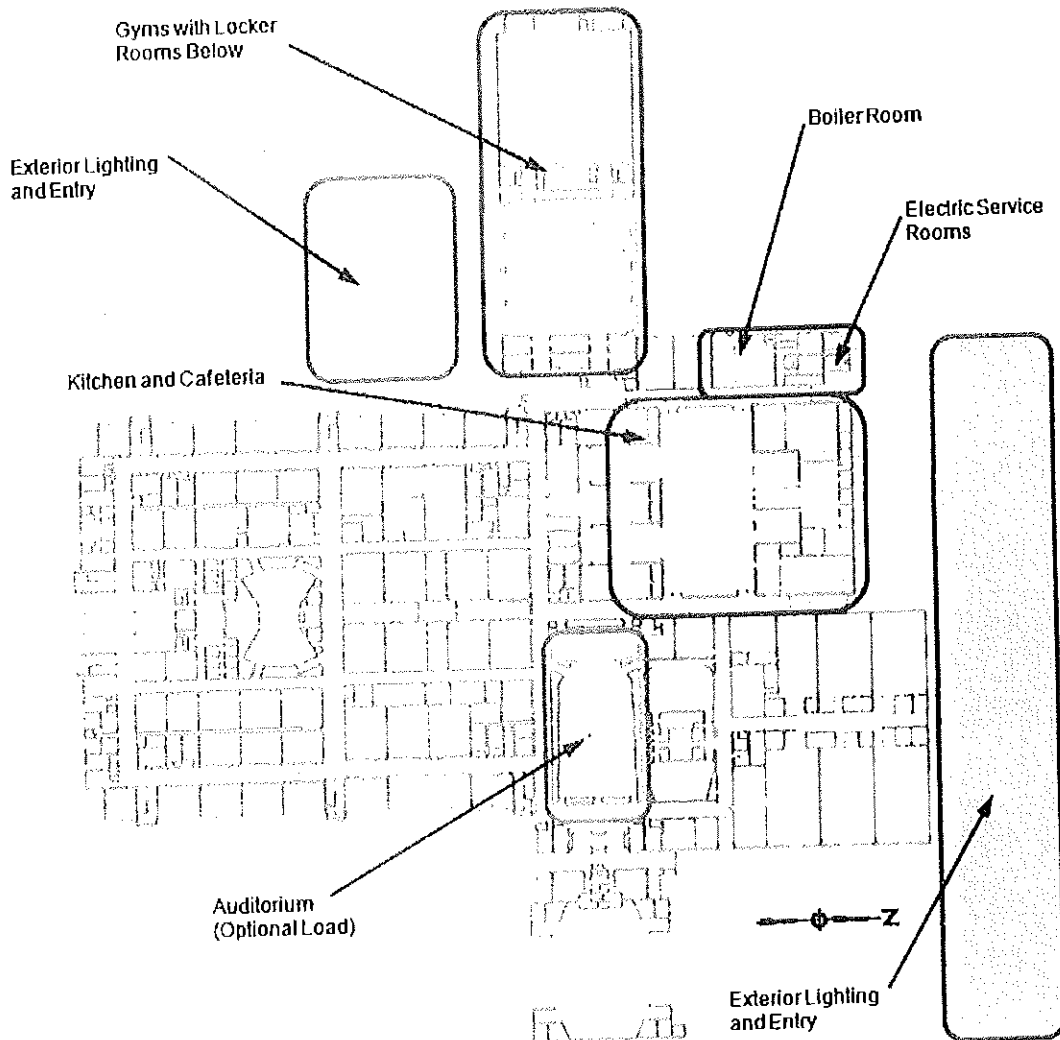 Gyms with Locker
Rooms Below
Boiler Room
Exterior Lighting
and Entry
Electric Service
Rooms
Kitchen and Cafeteria
Auditorium
(Optional Load)
Z
Exterior Lighting
and Entry